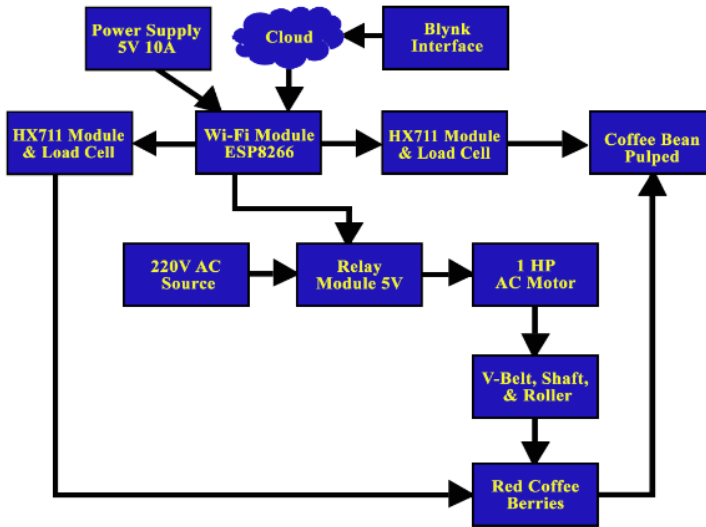 Power Supply
5V 10A
Cloud
Blynk
Interface
HX711 Module
& Load Cell
Wi-Fi Module
ESP8266
HX711 Module
& Load Cell
Coffee Bean
Pulped
220V AC
Source
Relay
Module 5V
1 HP
AC Motor
V-Belt, Shaft,
& Roller
Red Coffee
Berries